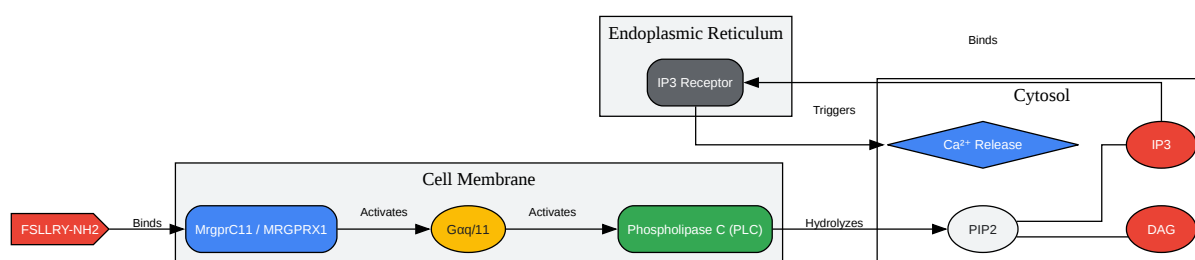 Endoplasmic Reticulum
Binds
IP3 Receptor
Cytosol
Triggers
Ca²⁺ Release
IP3
Cell Membrane
FSLLRY-NH2
Binds
MrgprC11 / MRGPRX1
Activates
Gαq/11
Activates
Phospholipase C (PLC)
Hydrolyzes
PIP2
DAG